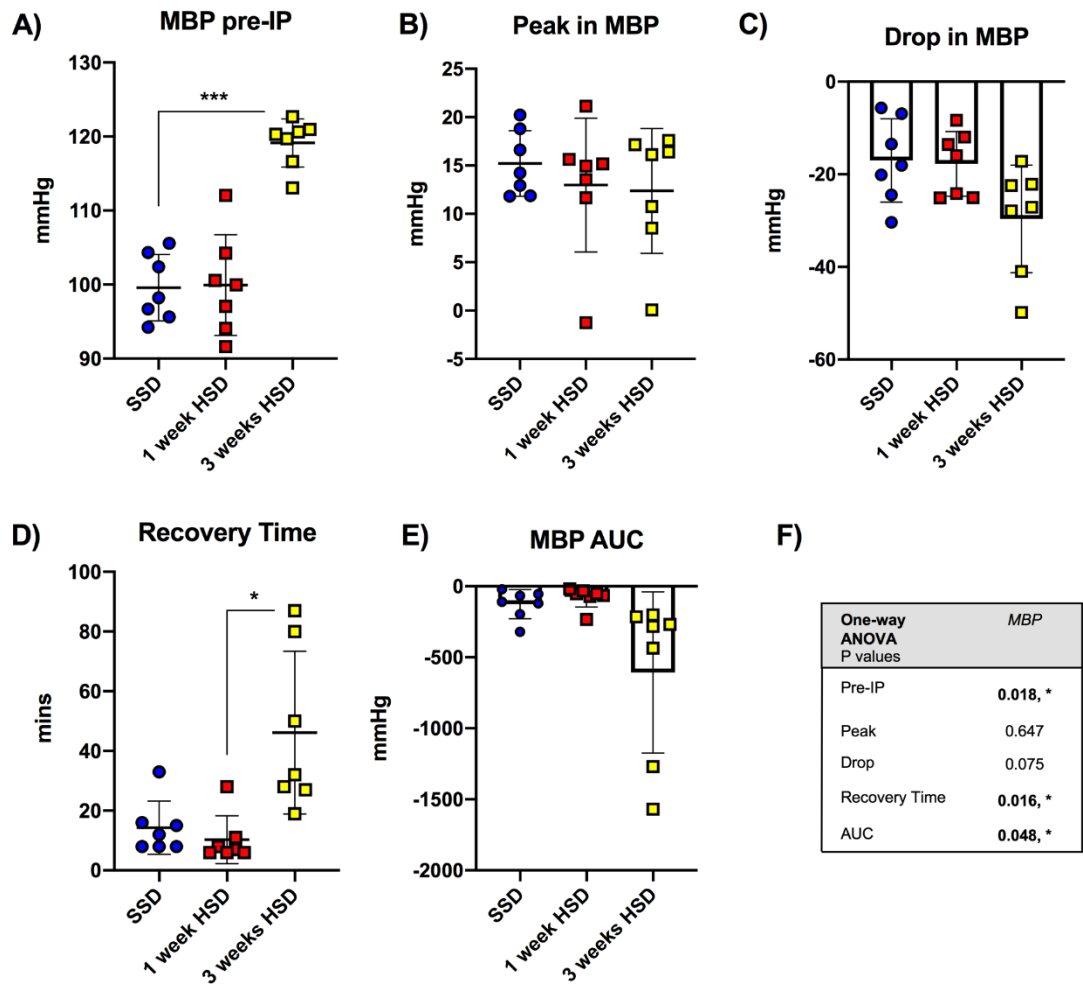 A)
MBP pre-IP
130
120
110
100
90
mmHg
***
SSD
1 week HSD
3 weeks HSD
B)
Peak in MBP
25
20
15
10
5
0
-5
mmHg
SSD
1 week HSD
3 weeks HSD
C)
Drop in MBP
0
-20
-40
-60
mmHg
SSD
1 week HSD
3 weeks HSD
D)
Recovery Time
100
80
60
40
20
0
mins
*
SSD
1 week HSD
3 weeks HSD
E)
MBP AUC
0
-500
-1000
-1500
-2000
mmHg
SSD
1 week HSD
3 weeks HSD
F)
One-way MBP
ANOVA
P values
Pre-IP 0.018, *
Peak 0.647
Drop 0.075
Recovery Time 0.016, *
AUC 0.048, *